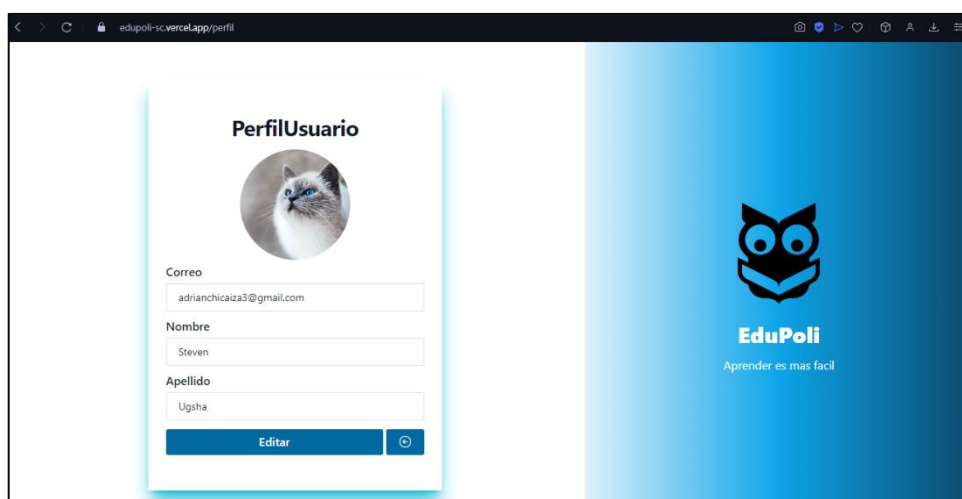 edupoli-sc.vercel.app/perfil
PerfilUsuario
Correo
adrianchicaiza3@gmail.com
Nombre
Steven
Apellido
Ugsha
Editar
EduPoli
Aprender es mas facil